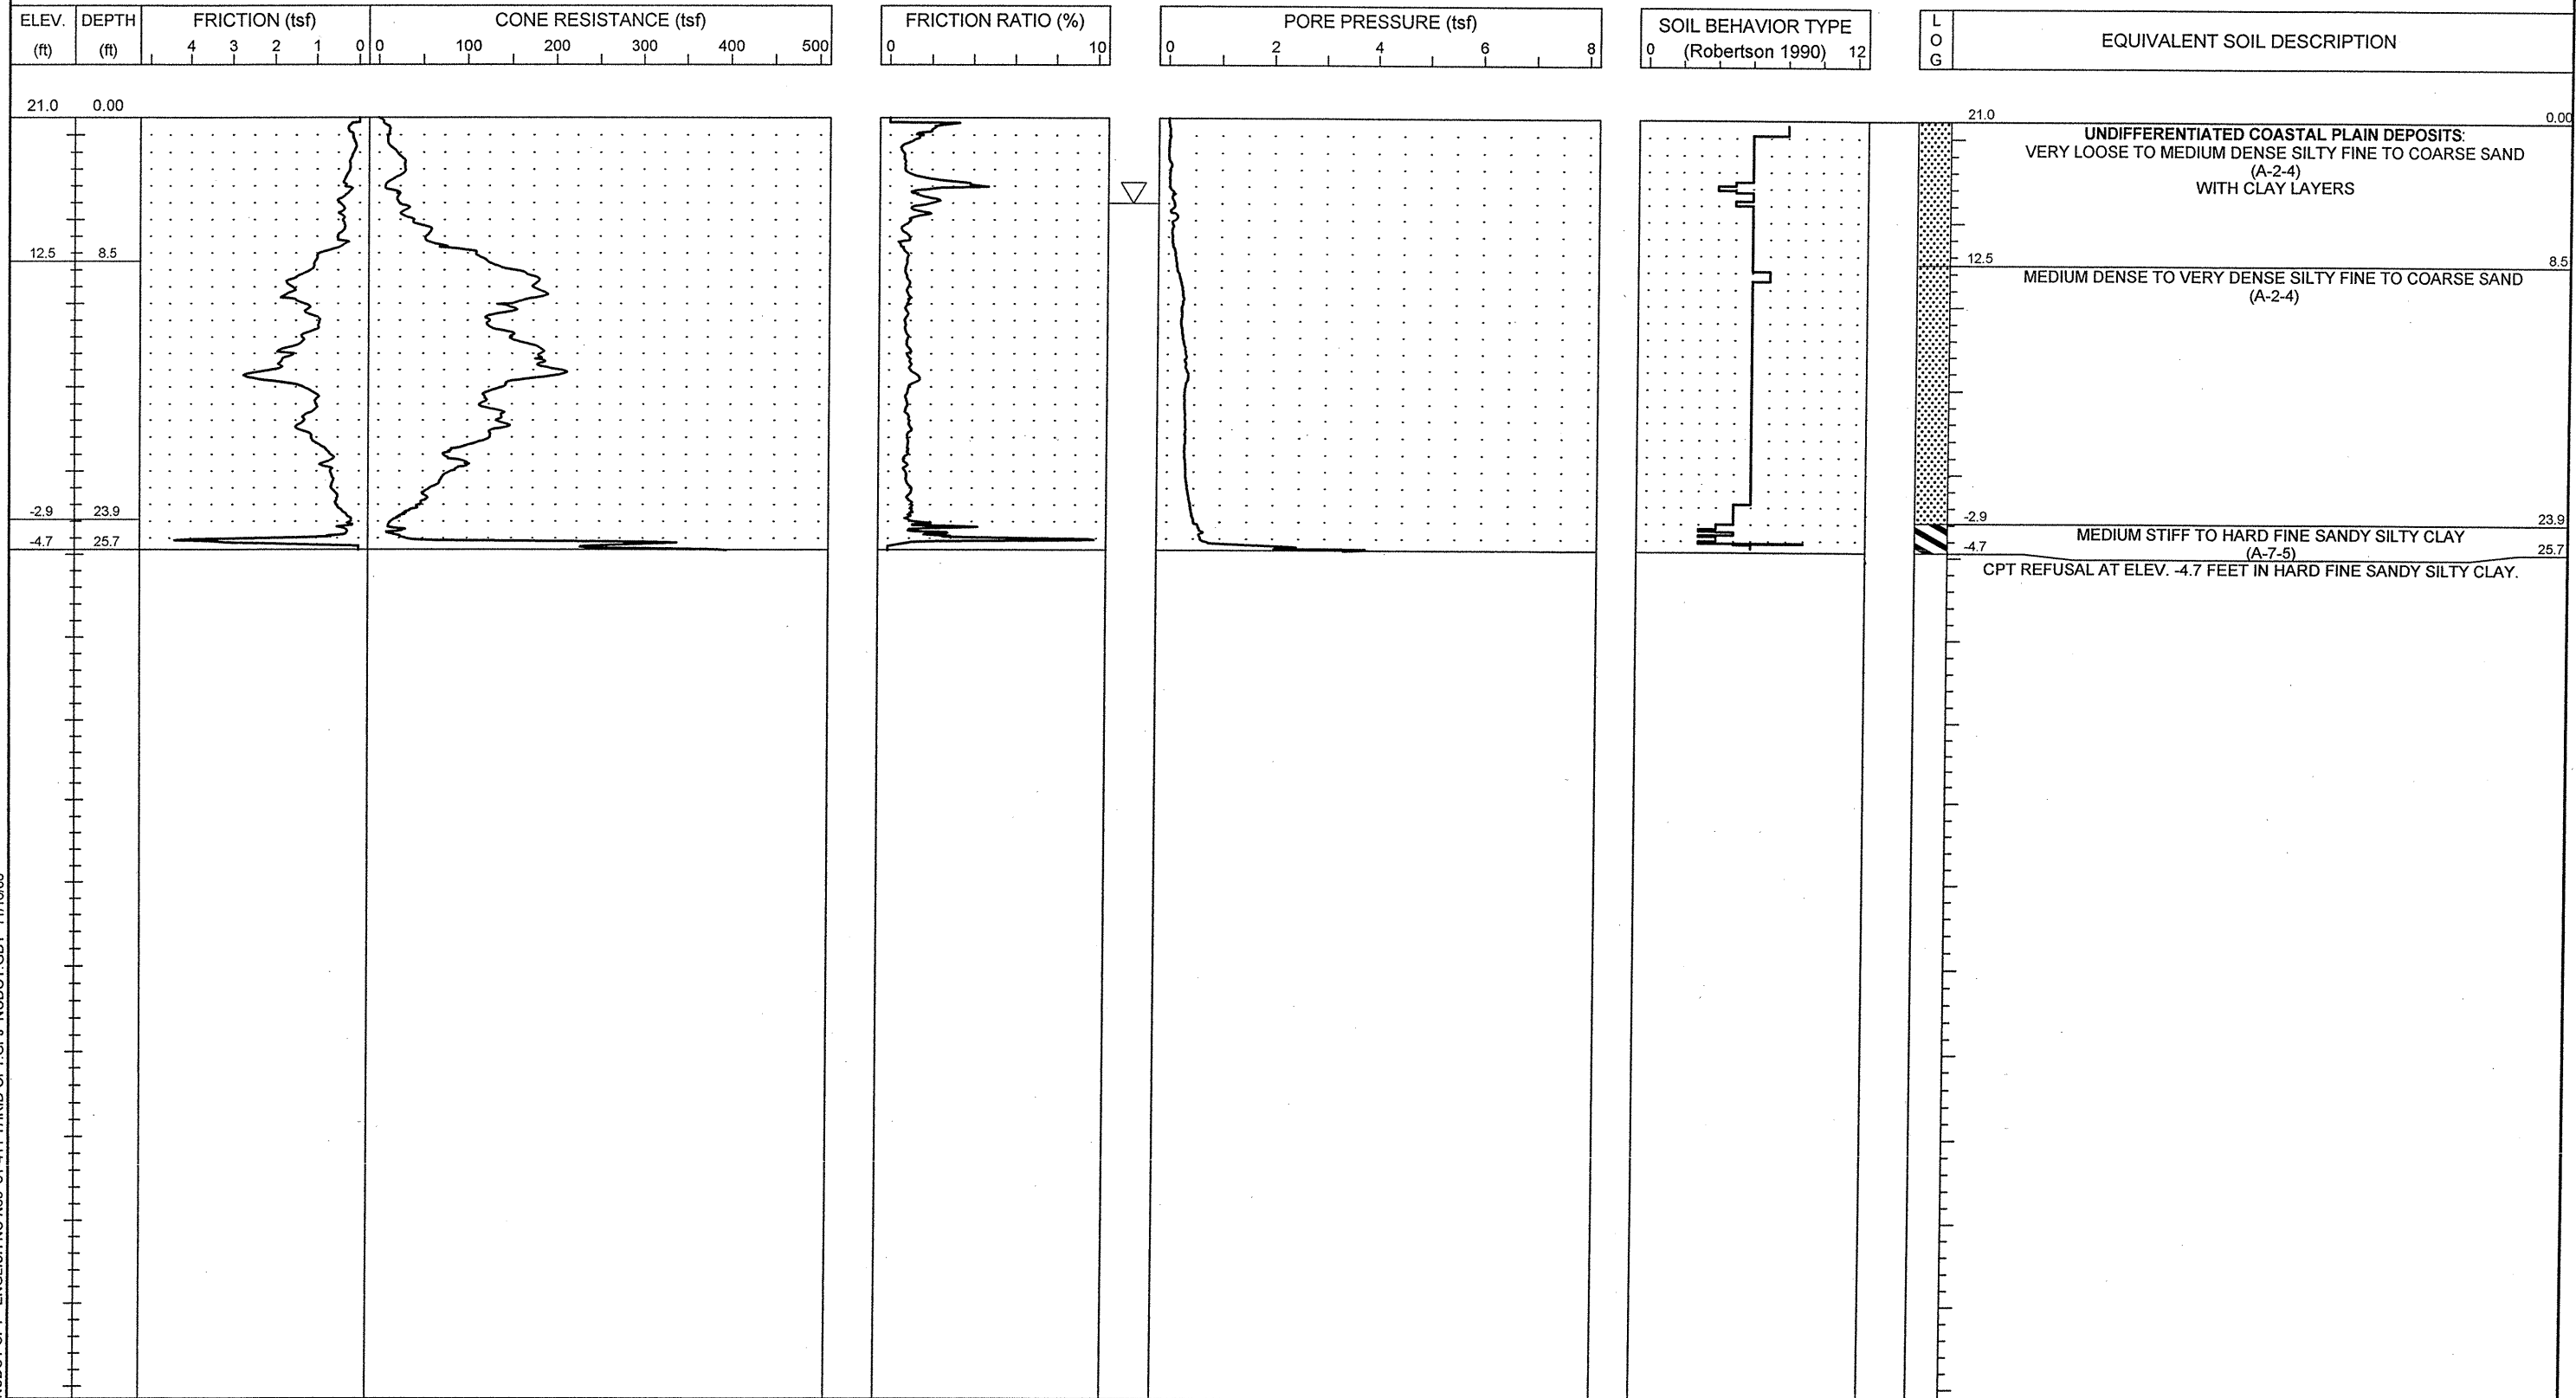 ELEV. (ft)
DEPTH (ft)
FRICTION (tsf)
4 3 2 1 0
CONE RESISTANCE (tsf)
0 100 200 300 400 500
FRICTION RATIO (%)
0 10
PORE PRESSURE (tsf)
0 2 4 6 8
SOIL BEHAVIOR TYPE
(Robertson 1990)
0 12
LOG
EQUIVALENT SOIL DESCRIPTION
21.0 0.00
21.0 0.00
UNDIFFERENTIATED COASTAL PLAIN DEPOSITS:
VERY LOOSE TO MEDIUM DENSE SILTY FINE TO COARSE SAND
(A-2-4)
WITH CLAY LAYERS
12.5 8.5
12.5 8.5
MEDIUM DENSE TO VERY DENSE SILTY FINE TO COARSE SAND
(A-2-4)
-2.9 23.9
-2.9 23.9
MEDIUM STIFF TO HARD FINE SANDY SILTY CLAY
(A-7-5)
-4.7 25.7
-4.7 25.7
CPT REFUSAL AT ELEV. -4.7 FEET IN HARD FINE SANDY SILTY CLAY.